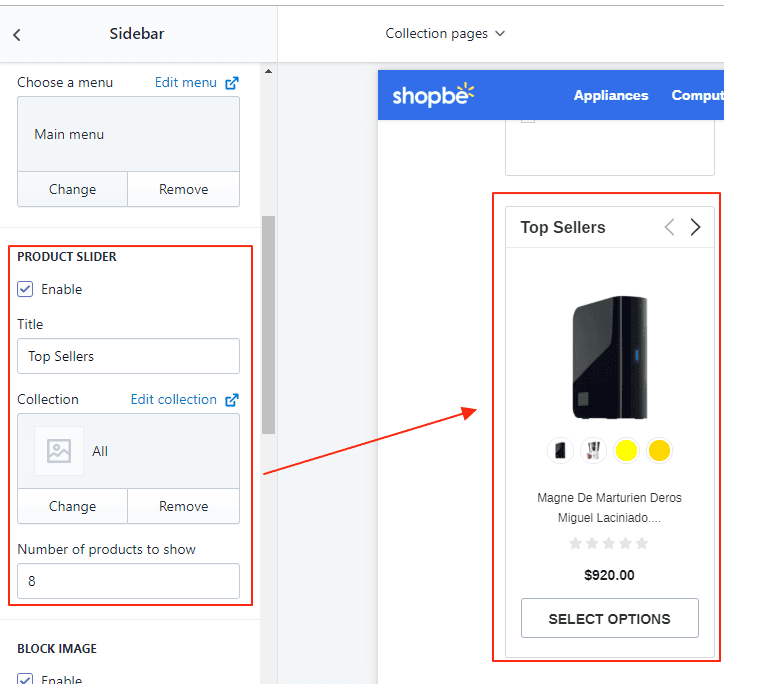 Sidebar
Collection pages
Choose a menu Edit menu
Main menu
Change Remove
PRODUCT SLIDER
Enable
Title
Top Sellers
Collection Edit collection
All
Change Remove
Number of products to show
8
BLOCK IMAGE
Enable
shopbe
Appliances Comput
Top Sellers
Magne De Marturien Deros
Miguel Laciniado....
$920.00
SELECT OPTIONS